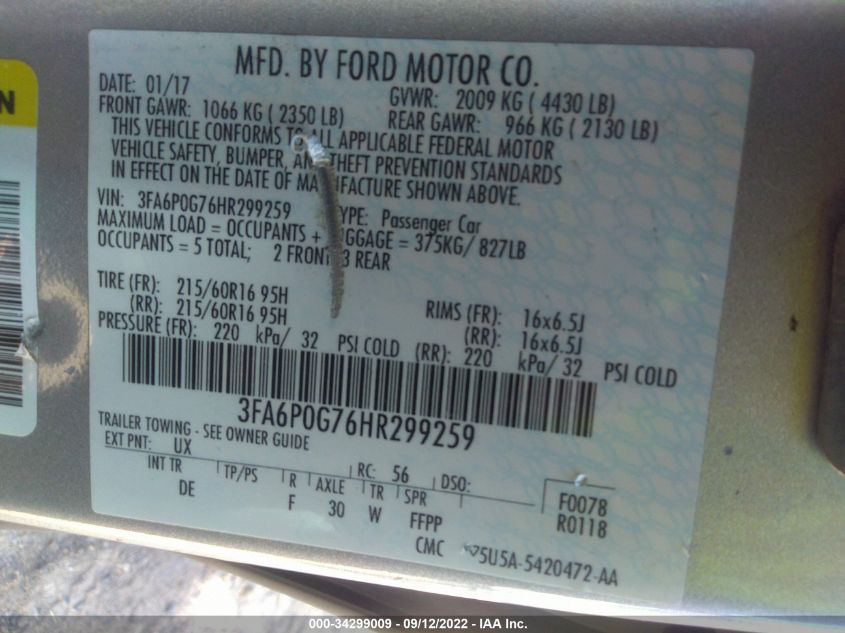 N
MFD. BY FORD MOTOR CO.
DATE: 01/17 GVWR: 2009 KG ( 4430 LB)
FRONT GAWR: 1066 KG ( 2350 LB) REAR GAWR: 966 KG ( 2130 LB)
THIS VEHICLE CONFORMS TO ALL APPLICABLE FEDERAL MOTOR
VEHICLE SAFETY, BUMPER, AND THEFT PREVENTION STANDARDS
IN EFFECT ON THE DATE OF MANUFACTURE SHOWN ABOVE.
VIN: 3FA6P0G76HR299259 TYPE: Passenger Car
MAXIMUM LOAD = OCCUPANTS + LUGGAGE = 375KG/ 827LB
OCCUPANTS = 5 TOTAL; 2 FRONT 3 REAR
TIRE (FR): 215/60R16 95H RIMS (FR): 16x6.5J
(RR): 215/60R16 95H (RR): 16x6.5J
PRESSURE (FR): 220 kPa/ 32 PSI COLD (RR): 220 kPa/ 32 PSI COLD
3FA6P0G76HR299259
TRAILER TOWING - SEE OWNER GUIDE
EXT PNT: UX RC: 56 DSO:
INT TR TP/PS R AXLE TR SPR F0078
DE F 30 W FFPP R0118
CMC 5U5A-5420472-AA
000-34299009 - 09/12/2022 - IAA Inc.